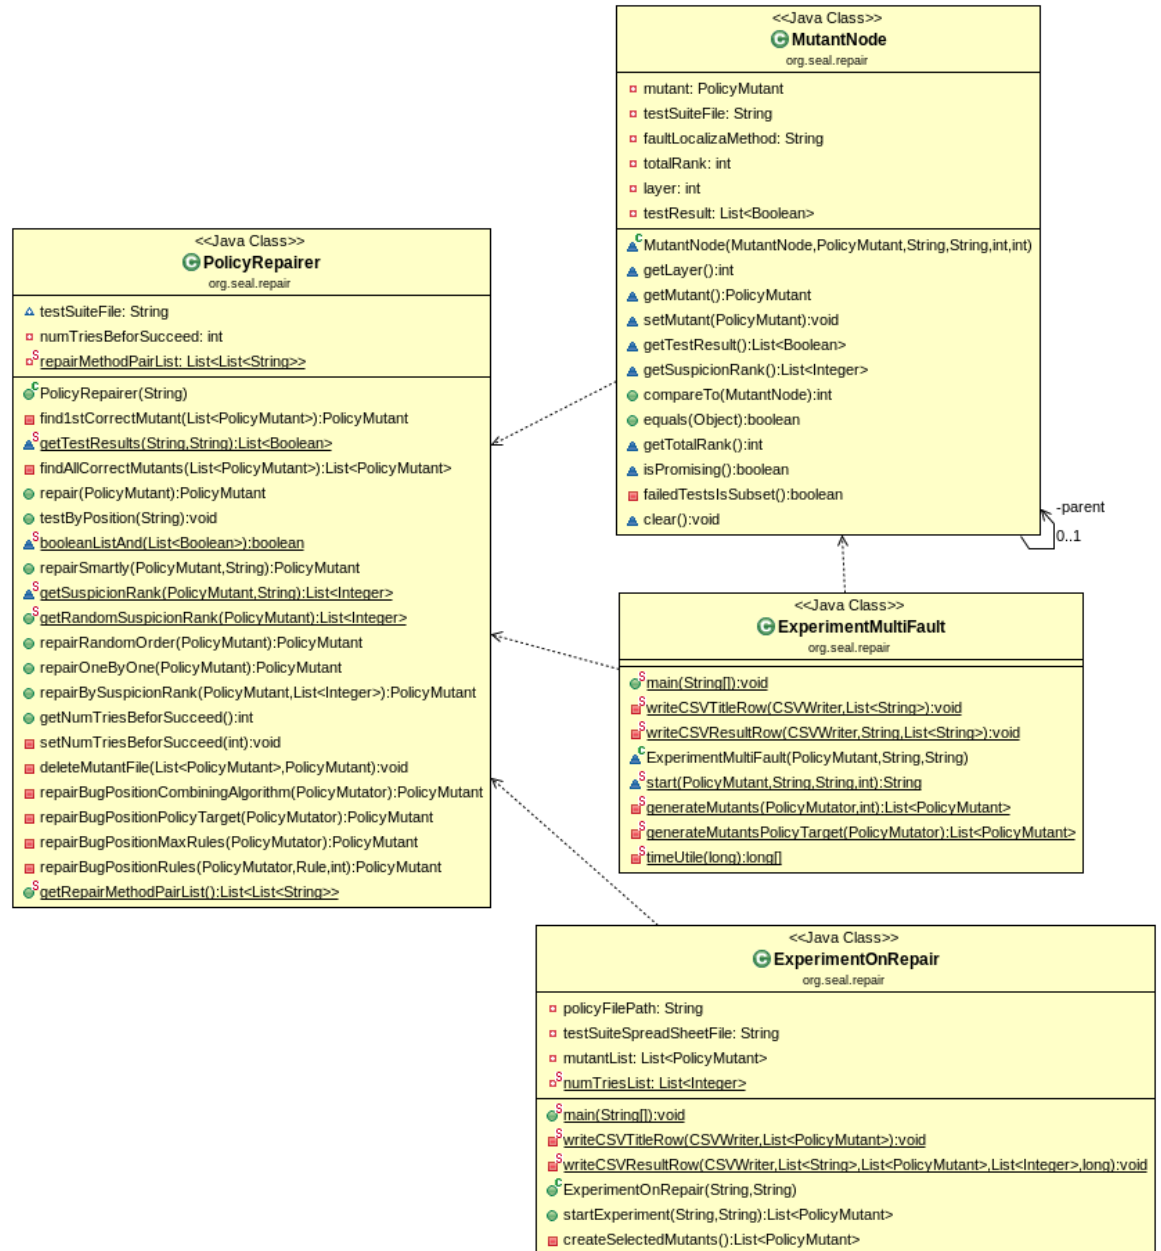 <<Java Class>>
MutantNode
org.seal.repair
mutant: PolicyMutant
testSuiteFile: String
faultLocalizaMethod: String
totalRank: int
layer: int
testResult: List<Boolean>
MutantNode(MutantNode,PolicyMutant,String,String,int,int)
getLayer():int
getMutant():PolicyMutant
setMutant(PolicyMutant):void
getTestResult():List<Boolean>
getSuspicionRank():List<Integer>
compareTo(MutantNode):int
equals(Object):boolean
getTotalRank():int
isPromising():boolean
failedTestsIsSubset():boolean
clear():void
-parent
0..1
<<Java Class>>
PolicyRepairer
org.seal.repair
testSuiteFile: String
numTriesBeforSucceed: int
repairMethodPairList: List<List<String>>
PolicyRepairer(String)
find1stCorrectMutant(List<PolicyMutant>):PolicyMutant
getTestResults(String,String):List<Boolean>
findAllCorrectMutants(List<PolicyMutant>):List<PolicyMutant>
repair(PolicyMutant):PolicyMutant
testByPosition(String):void
booleanListAnd(List<Boolean>):boolean
repairSmartly(PolicyMutant,String):PolicyMutant
getSuspicionRank(PolicyMutant,String):List<Integer>
getRandomSuspicionRank(PolicyMutant):List<Integer>
repairRandomOrder(PolicyMutant):PolicyMutant
repairOneByOne(PolicyMutant):PolicyMutant
repairBySuspicionRank(PolicyMutant,List<Integer>):PolicyMutant
getNumTriesBeforSucceed():int
setNumTriesBeforSucceed(int):void
deleteMutantFile(List<PolicyMutant>,PolicyMutant):void
repairBugPositionCombiningAlgorithm(PolicyMutator):PolicyMutant
repairBugPositionPolicyTarget(PolicyMutator):PolicyMutant
repairBugPositionMaxRules(PolicyMutator):PolicyMutant
repairBugPositionRules(PolicyMutator,Rule,int):PolicyMutant
getRepairMethodPairList():List<List<String>>
<<Java Class>>
ExperimentMultiFault
org.seal.repair
main(String[]):void
writeCSVTitleRow(CSVWriter,List<String>):void
writeCSVResultRow(CSVWriter,String,List<String>):void
ExperimentMultiFault(PolicyMutant,String,String)
start(PolicyMutant,String,String,int):String
generateMutants(PolicyMutator,int):List<PolicyMutant>
generateMutantsPolicyTarget(PolicyMutator):List<PolicyMutant>
timeUtile(long):long[]
<<Java Class>>
ExperimentOnRepair
org.seal.repair
policyFilePath: String
testSuiteSpreadSheetFile: String
mutantList: List<PolicyMutant>
numTriesList: List<Integer>
main(String[]):void
writeCSVTitleRow(CSVWriter,List<PolicyMutant>):void
writeCSVResultRow(CSVWriter,List<String>,List<PolicyMutant>,List<Integer>,long):void
ExperimentOnRepair(String,String)
startExperiment(String,String):List<PolicyMutant>
createSelectedMutants():List<PolicyMutant>